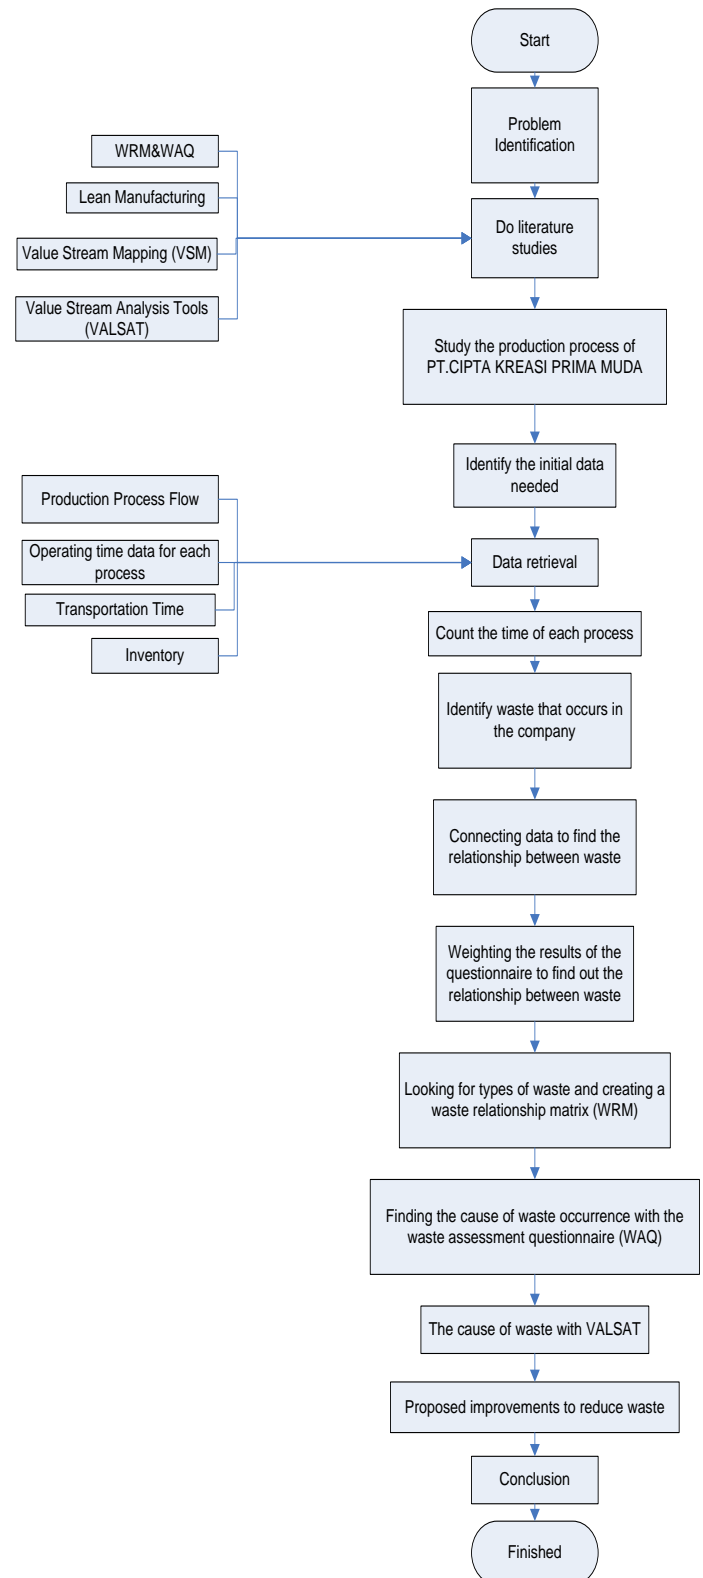 Start
Problem
Identification
WRM&WAQ
Lean Manufacturing
Value Stream Mapping (VSM)
Value Stream Analysis Tools
(VALSAT)
Do literature
studies
Study the production process of
PT.CIPTA KREASI PRIMA MUDA
Identify the initial data
needed
Production Process Flow
Operating time data for each
process
Transportation Time
Inventory
Data retrieval
Count the time of each process
Identify waste that occurs in
the company
Connecting data to find the
relationship between waste
Weighting the results of the
questionnaire to find out the
relationship between waste
Looking for types of waste and creating a
waste relationship matrix (WRM)
Finding the cause of waste occurrence with the
waste assessment questionnaire (WAQ)
The cause of waste with VALSAT
Proposed improvements to reduce waste
Conclusion
Finished